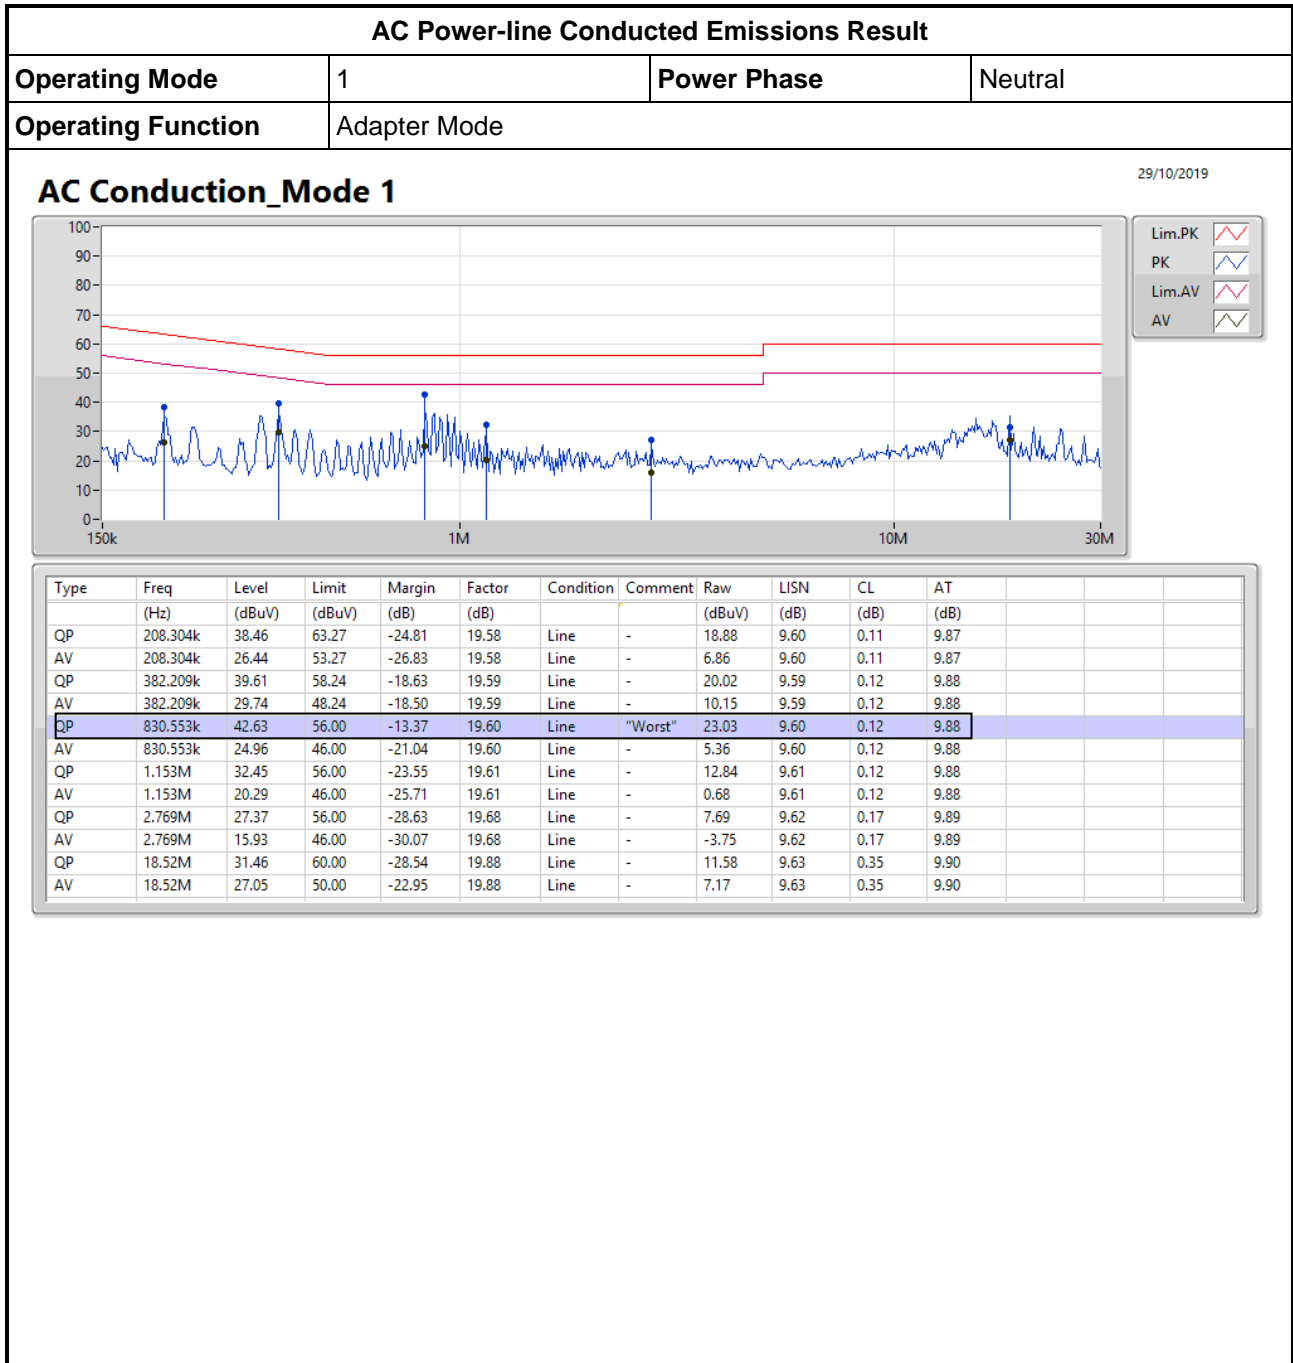 AC Power-line Conducted Emissions Result
Operating Mode 1 Power Phase Neutral
Operating Function Adapter Mode
29/10/2019
AC Conduction_Mode 1
100
90
80
70
60
50
40
30
20
10
0
150k 1M 10M 30M
Lim.PK
PK
Lim.AV
AV
Type Freq Level Limit Margin Factor Condition Comment Raw LISN CL AT
(Hz) (dBuV) (dBuV) (dB) (dB) (dBuV) (dB) (dB) (dB)
QP 208.304k 38.46 63.27 -24.81 19.58 Line - 18.88 9.60 0.11 9.87
AV 208.304k 26.44 53.27 -26.83 19.58 Line - 6.86 9.60 0.11 9.87
QP 382.209k 39.61 58.24 -18.63 19.59 Line - 20.02 9.59 0.12 9.88
AV 382.209k 29.74 48.24 -18.50 19.59 Line - 10.15 9.59 0.12 9.88
QP 830.553k 42.63 56.00 -13.37 19.60 Line "Worst" 23.03 9.60 0.12 9.88
AV 830.553k 24.96 46.00 -21.04 19.60 Line - 5.36 9.60 0.12 9.88
QP 1.153M 32.45 56.00 -23.55 19.61 Line - 12.84 9.61 0.12 9.88
AV 1.153M 20.29 46.00 -25.71 19.61 Line - 0.68 9.61 0.12 9.88
QP 2.769M 27.37 56.00 -28.63 19.68 Line - 7.69 9.62 0.17 9.89
AV 2.769M 15.93 46.00 -30.07 19.68 Line - -3.75 9.62 0.17 9.89
QP 18.52M 31.46 60.00 -28.54 19.88 Line - 11.58 9.63 0.35 9.90
AV 18.52M 27.05 50.00 -22.95 19.88 Line - 7.17 9.63 0.35 9.90